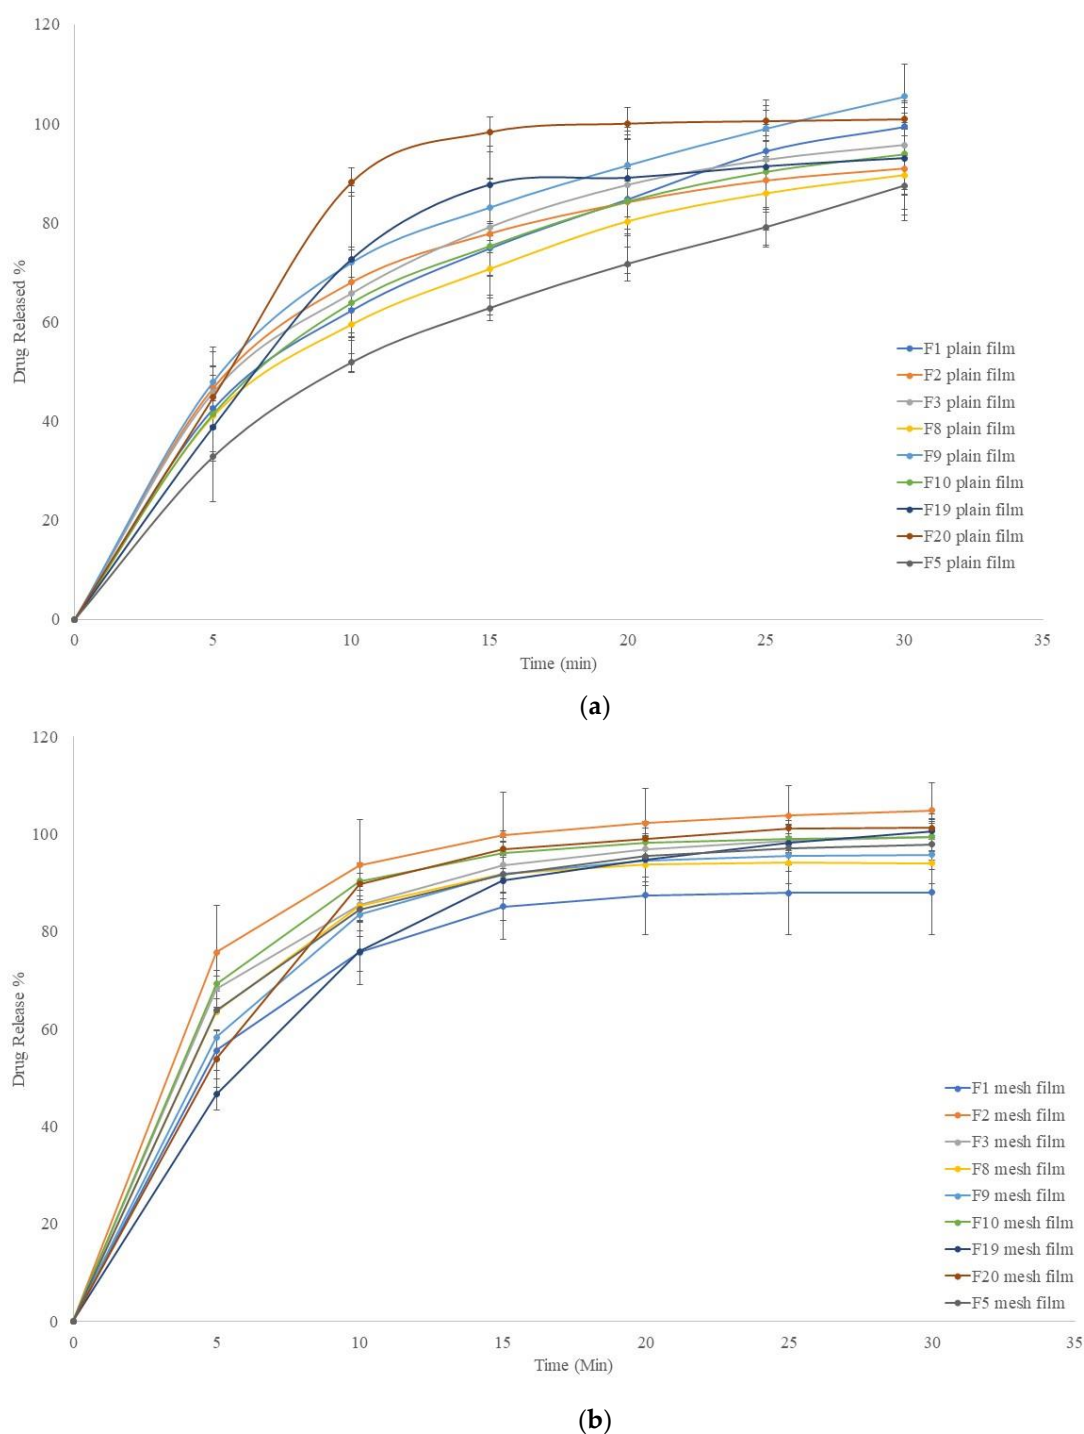 120
100
80
60
40
20
0
Drug Released %
F1 plain film
F2 plain film
F3 plain film
F8 plain film
F9 plain film
F10 plain film
F19 plain film
F20 plain film
F5 plain film
0 5 10 15 20 25 30 35
Time (min)
(a)
120
100
80
60
40
20
0
Drug Release %
F1 mesh film
F2 mesh film
F3 mesh film
F8 mesh film
F9 mesh film
F10 mesh film
F19 mesh film
F20 mesh film
F5 mesh film
0 5 10 15 20 25 30 35
Time (Min)
(b)